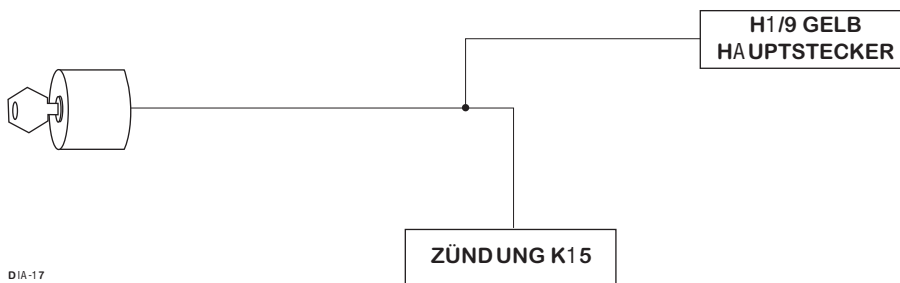 H1/9 GELB
HAUPTSTECKER
ZÜNDUNG K15
DIA-17